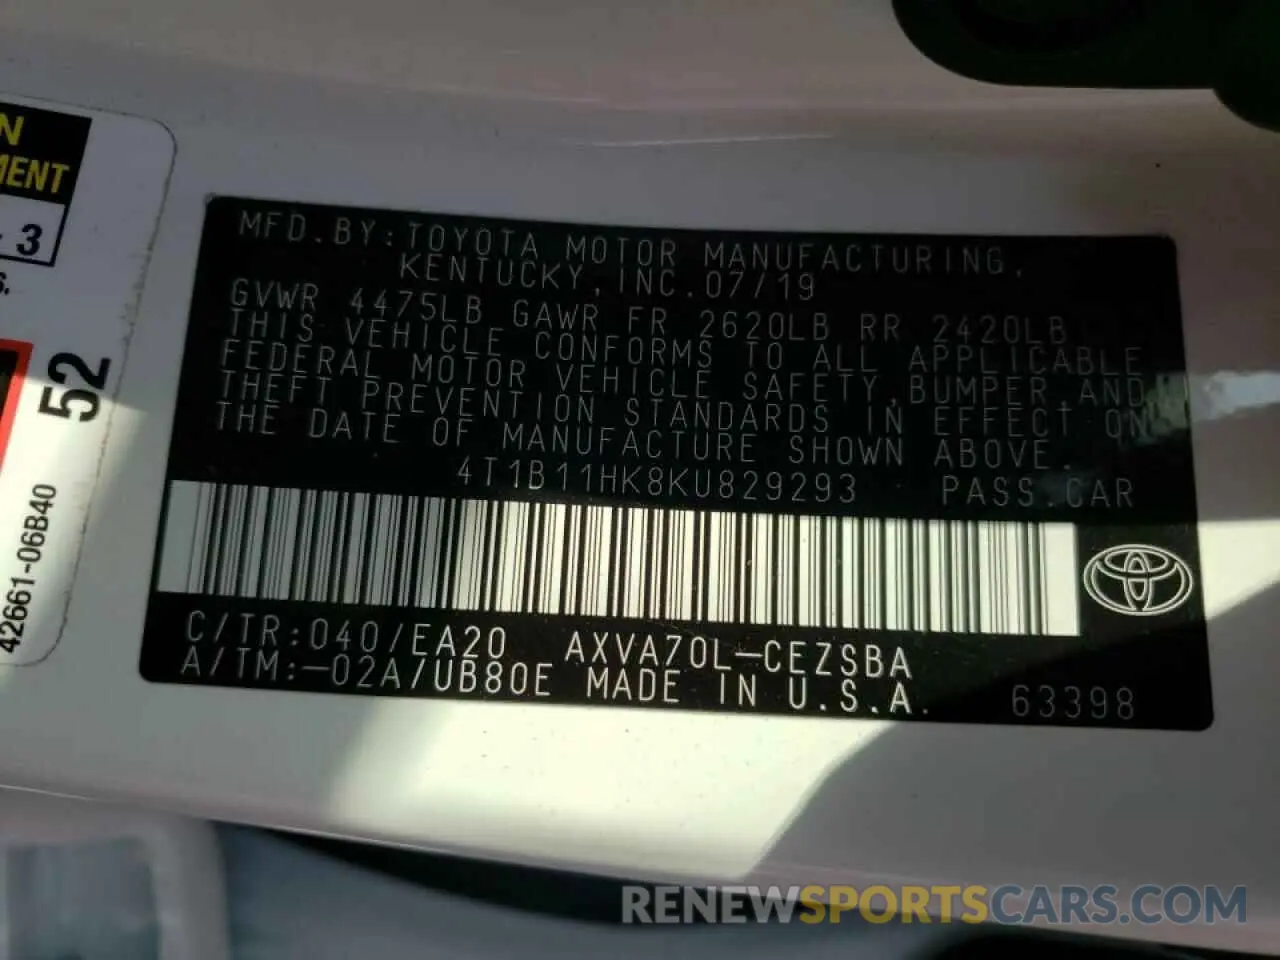 N
MENT
- 3
S.
52
42661-06B40
MFD.BY:TOYOTA MOTOR MANUFACTURING,
KENTUCKY,INC.07/19
GVWR 4475LB GAWR FR 2620LB RR 2420LB
THIS VEHICLE CONFORMS TO ALL APPLICABLE
FEDERAL MOTOR VEHICLE SAFETY,BUMPER,AND
THEFT PREVENTION STANDARDS IN EFFECT ON
THE DATE OF MANUFACTURE SHOWN ABOVE.
4T1B11HK8KU829293 PASS.CAR
C/TR:040/EA20 AXVA70L-CEZSBA
A/TM:-02A/UB80E MADE IN U.S.A.
63398
RENEWSPORTSCARS.COM